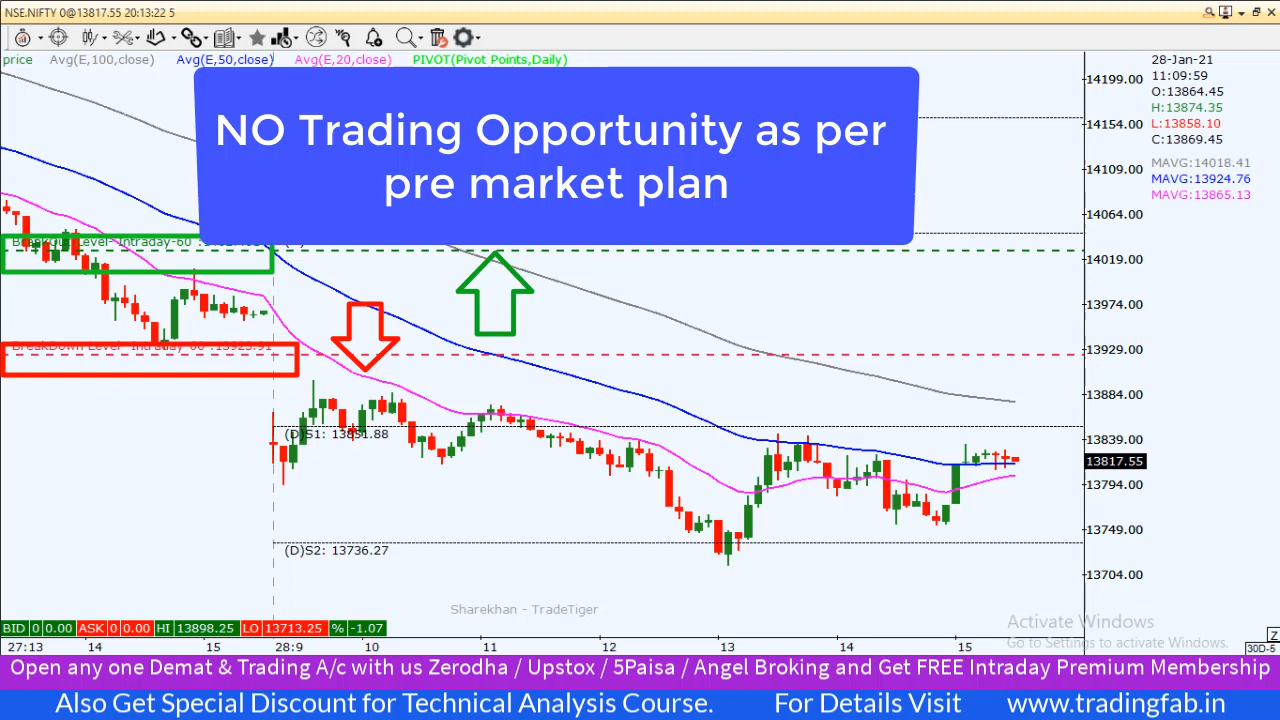 NSE.NIFTY 0@13817.55 20:13:22 5
price Avg(E,100,close) Avg(E,50,close) Avg(E,20,close) PIVOT(Pivot Points,Daily)
NO Trading Opportunity as per
pre market plan
28-Jan-21
11:09:59
O:13864.45
H:13874.35
L:13858.10
C:13869.45
MAVG:14018.41
MAVG:13924.76
MAVG:13865.13
14199.00
14154.00
14109.00
14064.00
14019.00
13974.00
13929.00
13884.00
13839.00
13817.55
13794.00
13749.00
13704.00
BreakDown Level- Intraday-60 :13923.91
(D)S1: 13851.88
(D)S2: 13736.27
Sharekhan - TradeTiger
Activate Windows
Go to Settings to activate Windows.
BID 0 0.00 ASK 0 0.00 HI 13898.25 LO 13713.25 % -1.07
27:13 14 15 28:9 10 11 12 13 14 15 30D-5
Z
Open any one Demat & Trading A/c with us Zerodha / Upstox / 5Paisa / Angel Broking and Get FREE Intraday Premium Membership
Also Get Special Discount for Technical Analysis Course. For Details Visit www.tradingfab.in